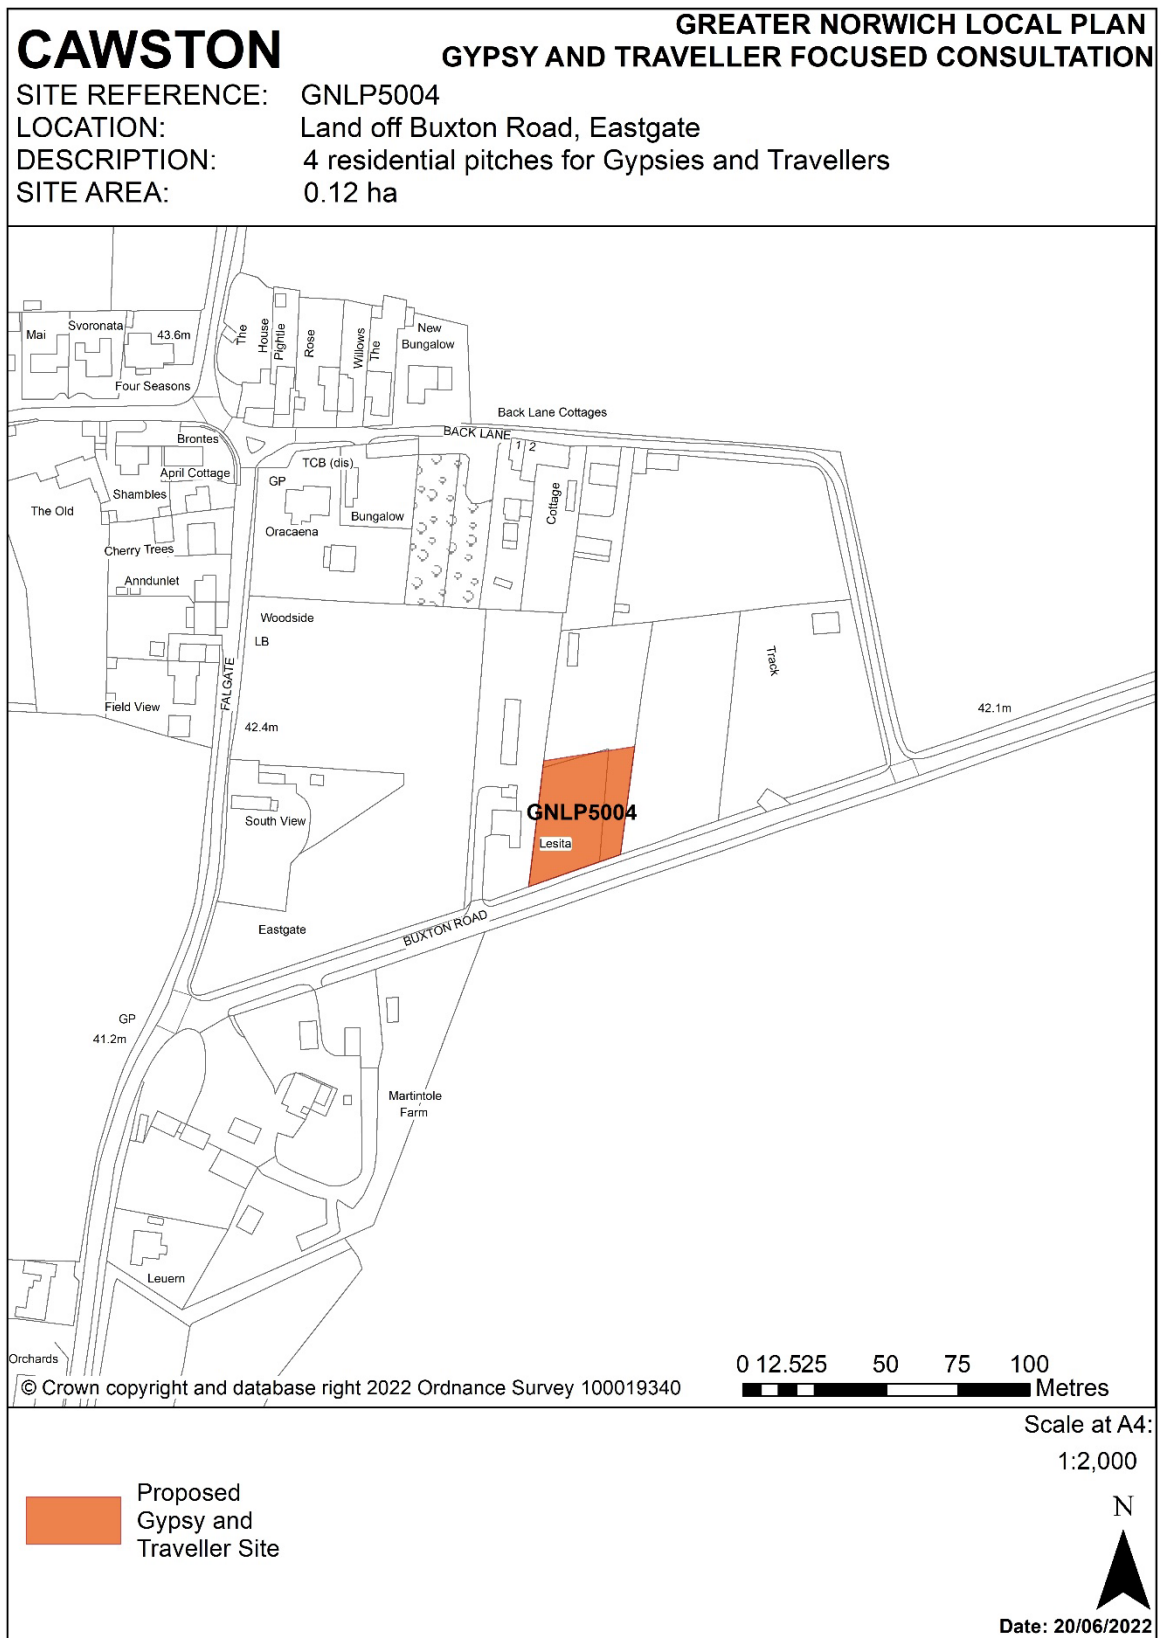 CAWSTON
GREATER NORWICH LOCAL PLAN
GYPSY AND TRAVELLER FOCUSED CONSULTATION
SITE REFERENCE: GNLP5004
LOCATION: Land off Buxton Road, Eastgate
DESCRIPTION: 4 residential pitches for Gypsies and Travellers
SITE AREA: 0.12 ha
Mai
Svoronata
43.6m
Four Seasons
The
House
Pightle
Rose
Willows
The
New
Bungalow
Back Lane Cottages
BACK LANE
1 2
Brontes
April Cottage
Shambles
The Old
Cherry Trees
Anndunlet
TCB (dis)
GP
Bungalow
Oracaena
Cottage
Woodside
LB
FALGATE
Field View
42.4m
Track
42.1m
South View
GNLP5004
Lesita
Eastgate
BUXTON ROAD
GP
41.2m
Martintole
Farm
Leuern
Orchards
© Crown copyright and database right 2022 Ordnance Survey 100019340
0 12.525 50 75 100
Metres
Scale at A4:
1:2,000
Proposed
Gypsy and
Traveller Site
N
Date: 20/06/2022